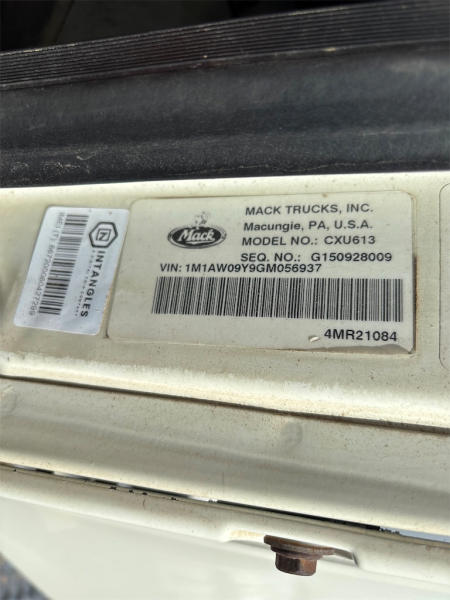 Mack
MACK TRUCKS, INC.
Macungie, PA, U.S.A.
MODEL NO.: CXU613
SEQ. NO.: G150928009
VIN: 1M1AW09Y9GM056937
4MR21084
INTANGLES